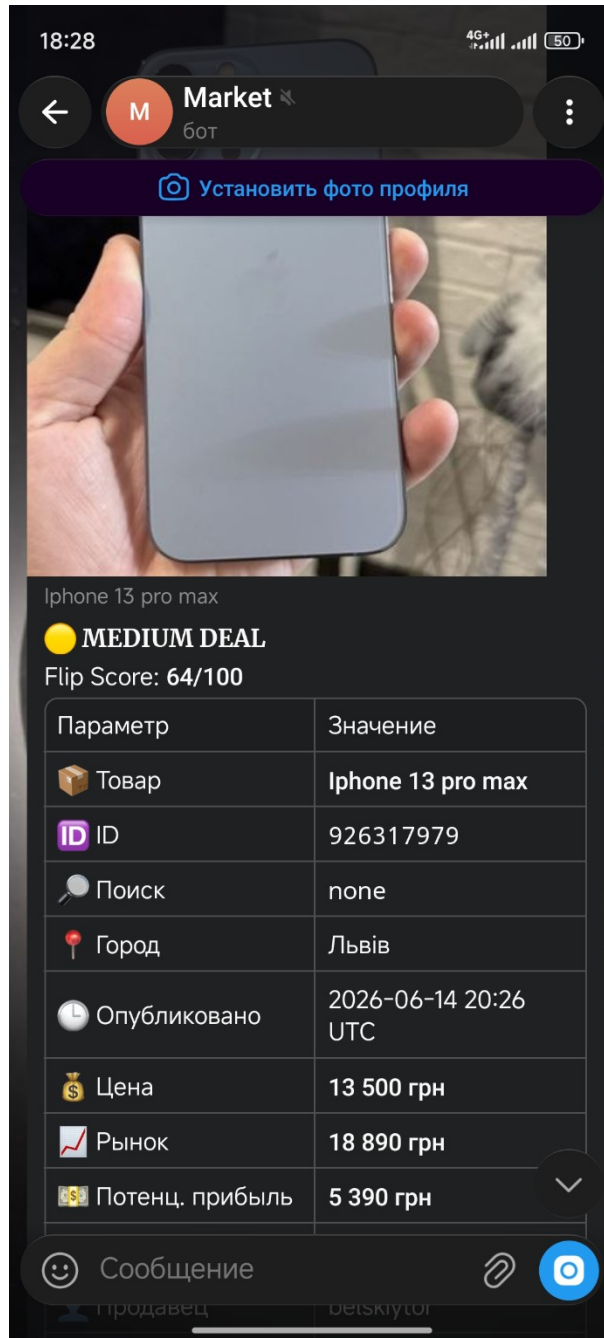 18:28
4G+ 50
M Market
бот
Установить фото профиля
Iphone 13 pro max
MEDIUM DEAL
Flip Score: 64/100
Параметр Значение
Товар Iphone 13 pro max
ID ID 926317979
Поиск none
Город Львів
Опубликовано 2026-06-14 20:26
UTC
Цена 13 500 грн
Рынок 18 890 грн
Потенц. прибыль 5 390 грн
Сообщение
Продавец belskiytor